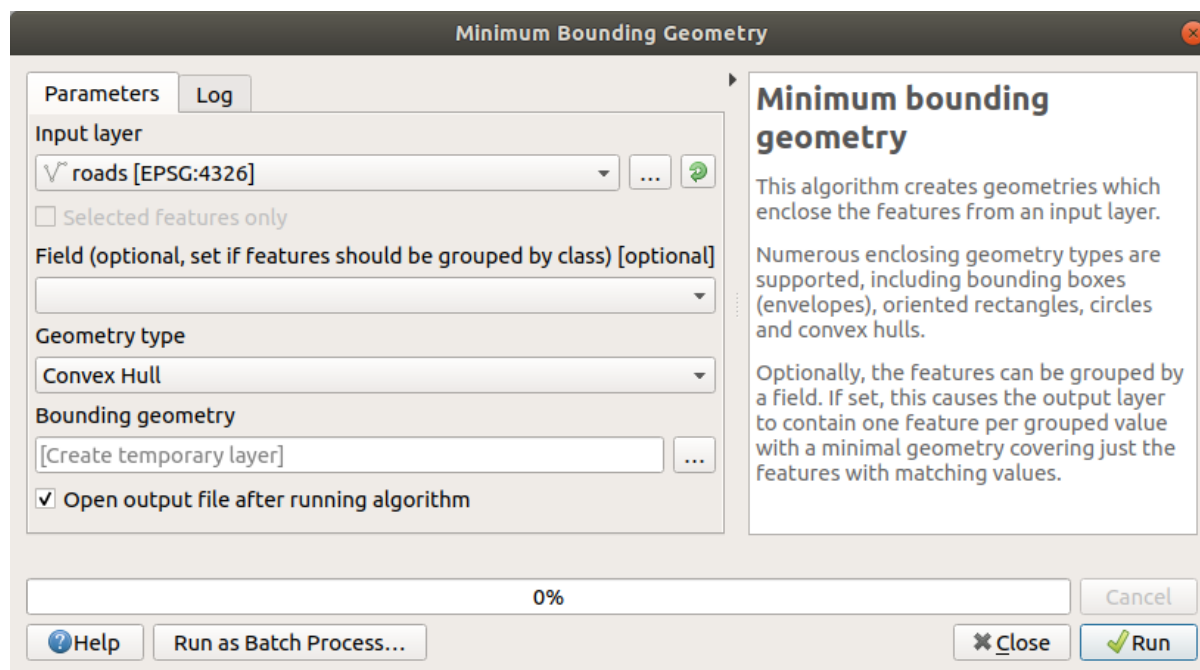 Minimum Bounding Geometry
Parameters
Log
Input layer
roads [EPSG:4326]
...
Selected features only
Field (optional, set if features should be grouped by class) [optional]
Geometry type
Convex Hull
Bounding geometry
[Create temporary layer]
...
Open output file after running algorithm
Minimum bounding
geometry
This algorithm creates geometries which
enclose the features from an input layer.
Numerous enclosing geometry types are
supported, including bounding boxes
(envelopes), oriented rectangles, circles
and convex hulls.
Optionally, the features can be grouped by
a field. If set, this causes the output layer
to contain one feature per grouped value
with a minimal geometry covering just the
features with matching values.
0%
Cancel
Help
Run as Batch Process...
Close
Run